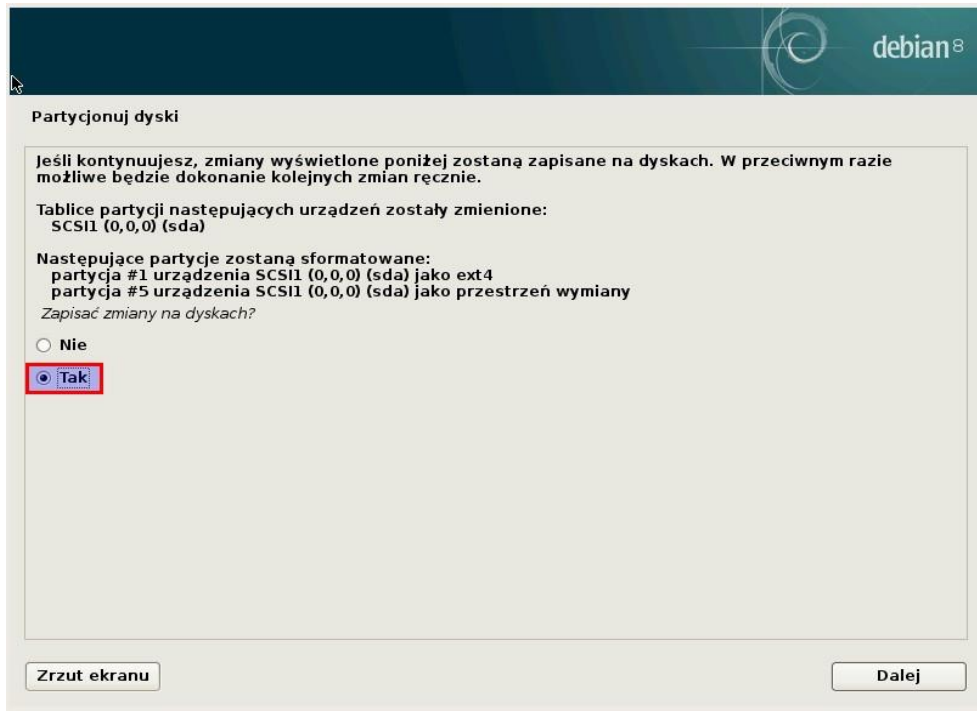 debian 8
Partycjonuj dyski
Jeśli kontynuujesz, zmiany wyświetlone poniżej zostaną zapisane na dyskach. W przeciwnym razie
możliwe będzie dokonanie kolejnych zmian ręcznie.
Tablice partycji następujących urządzeń zostały zmienione:
SCSI1 (0,0,0) (sda)
Następujące partycje zostaną sformatowane:
partycja #1 urządzenia SCSI1 (0,0,0) (sda) jako ext4
partycja #5 urządzenia SCSI1 (0,0,0) (sda) jako przestrzeń wymiany
Zapisać zmiany na dyskach?
Nie
Tak
Zrzut ekranu
Dalej